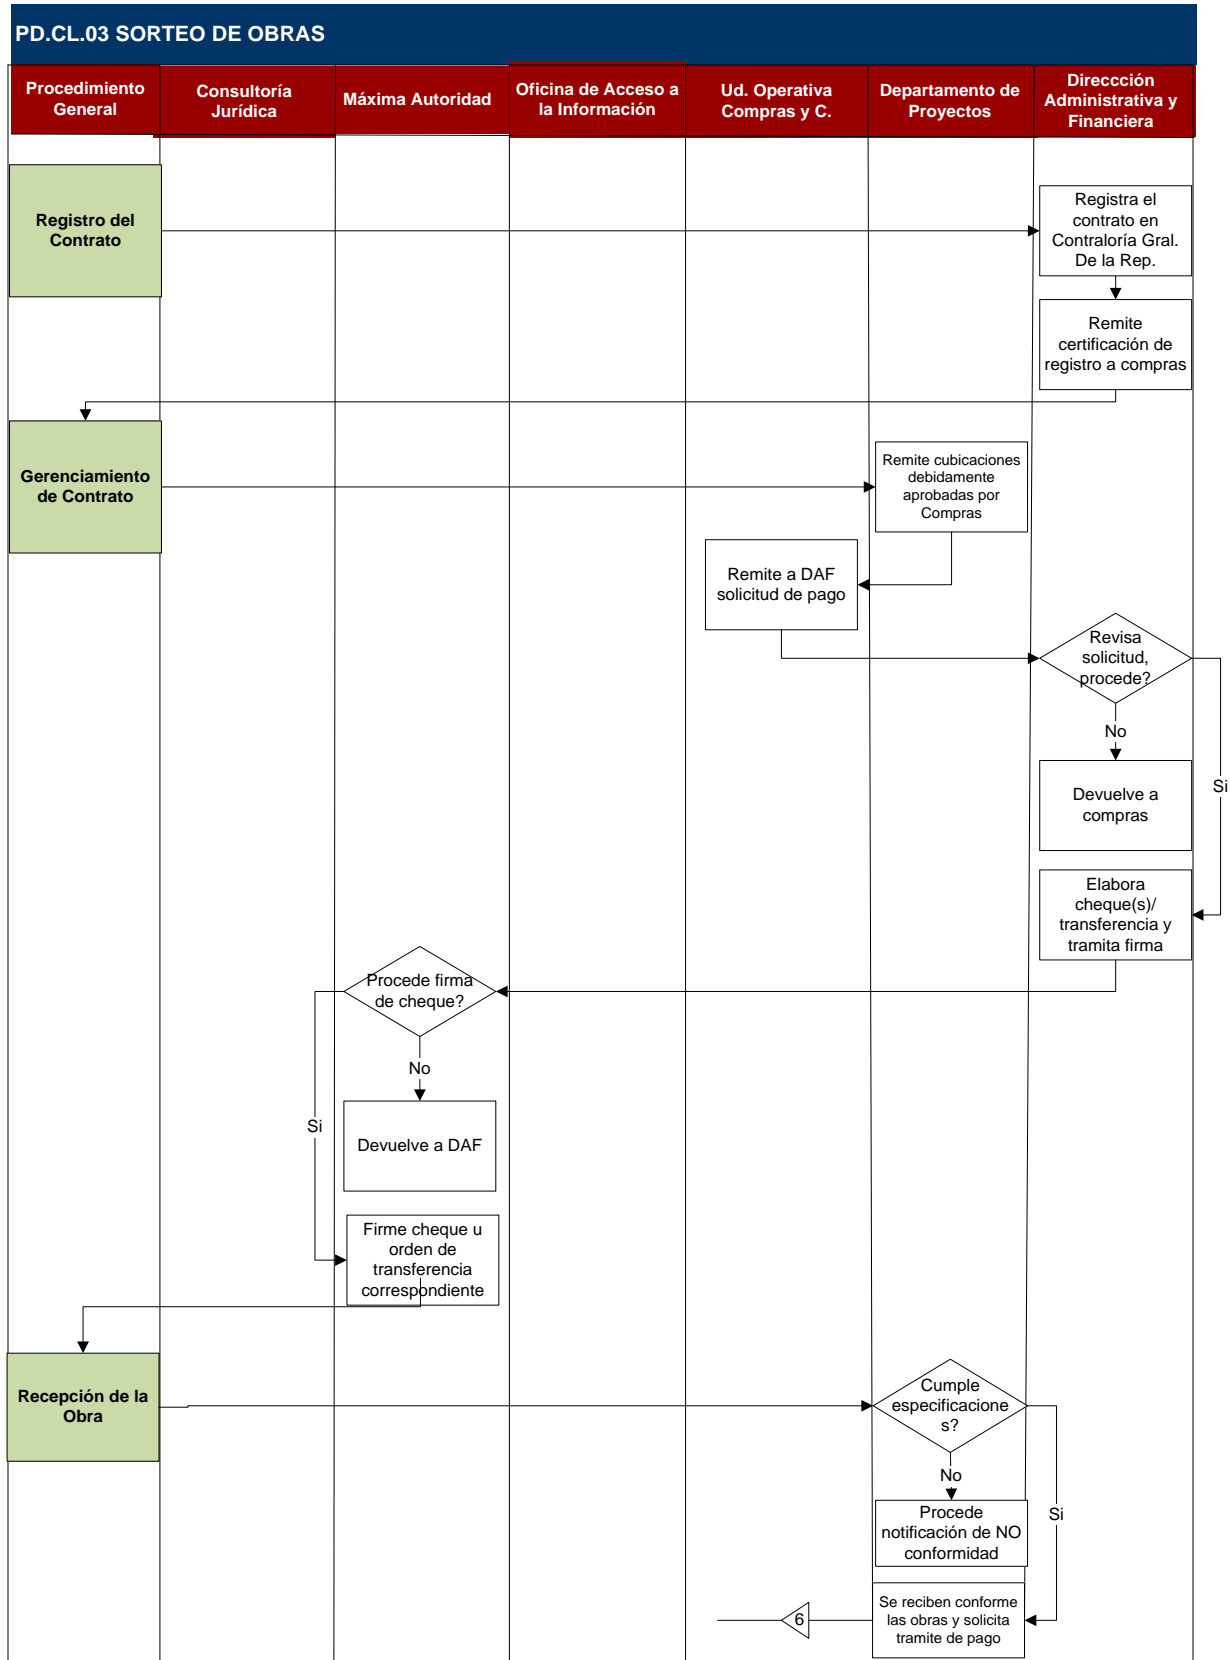 PD.CL.03 SORTEO DE OBRAS
Procedimiento
General
Consultoría
Jurídica
Máxima Autoridad
Oficina de Acceso a
la Información
Ud. Operativa
Compras y C.
Departamento de
Proyectos
Direccción
Administrativa y
Financiera
Registro del
Contrato
Registra el
contrato en
Contraloría Gral.
De la Rep.
Remite
certificación de
registro a compras
Gerenciamiento
de Contrato
Remite cubicaciones
debidamente
aprobadas por
Compras
Remite a DAF
solicitud de pago
Revisa
solicitud,
procede?
No
Si
Devuelve a
compras
Elabora
cheque(s)/
transferencia y
tramita firma
Procede firma
de cheque?
No
Si
Devuelve a DAF
Firme cheque u
orden de
transferencia
correspondiente
Recepción de la
Obra
Cumple
especificacione
s?
No
Si
Procede
notificación de NO
conformidad
Se reciben conforme
las obras y solicita
tramite de pago
6